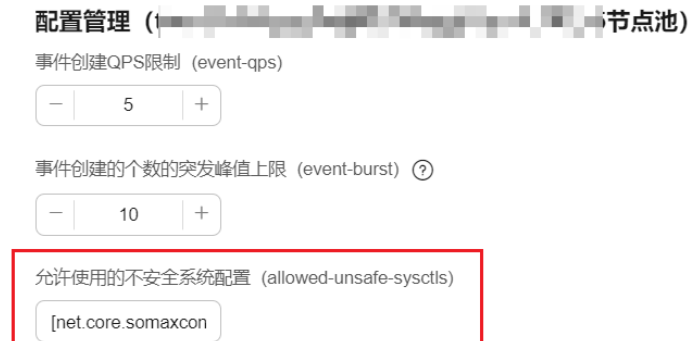 配置管理（节点池）
事件创建QPS限制（event-qps）
− 5 +
事件创建的个数的突发峰值上限（event-burst）?
− 10 +
允许使用的不安全系统配置（allowed-unsafe-sysctls）
[net.core.somaxcon